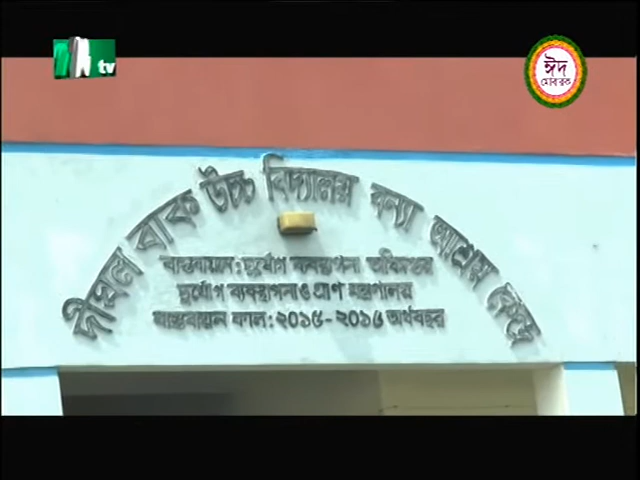 tv
ঈদ
মোবারক
দীঘল বাক উচ্চ বিদ্যালয় বন্যা আশ্রয় কেন্দ্র
বাস্তবায়ন : দুর্যোগ ব্যবস্থাপনা অধিদপ্তর
দুর্যোগ ব্যবস্থাপনা ও ত্রাণ মন্ত্রণালয়
বাস্তবায়ন কাল : ২০১৫-২০১৬ অর্থবছর